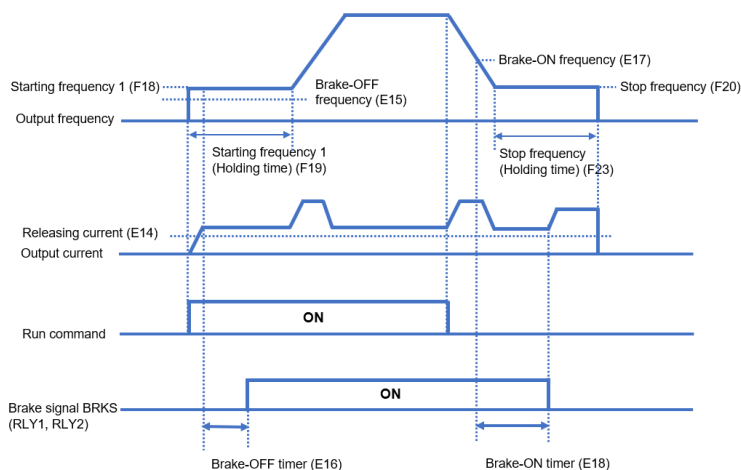 Brake-ON frequency (E17)
Starting frequency 1 (F18)
Brake-OFF
frequency (E15)
Stop frequency (F20)
Output frequency
Starting frequency 1
(Holding time) (F19)
Stop frequency
(Holding time) (F23)
Releasing current (E14)
Output current
ON
Run command
ON
Brake signal BRKS
(RLY1, RLY2)
Brake-OFF timer (E16)
Brake-ON timer (E18)